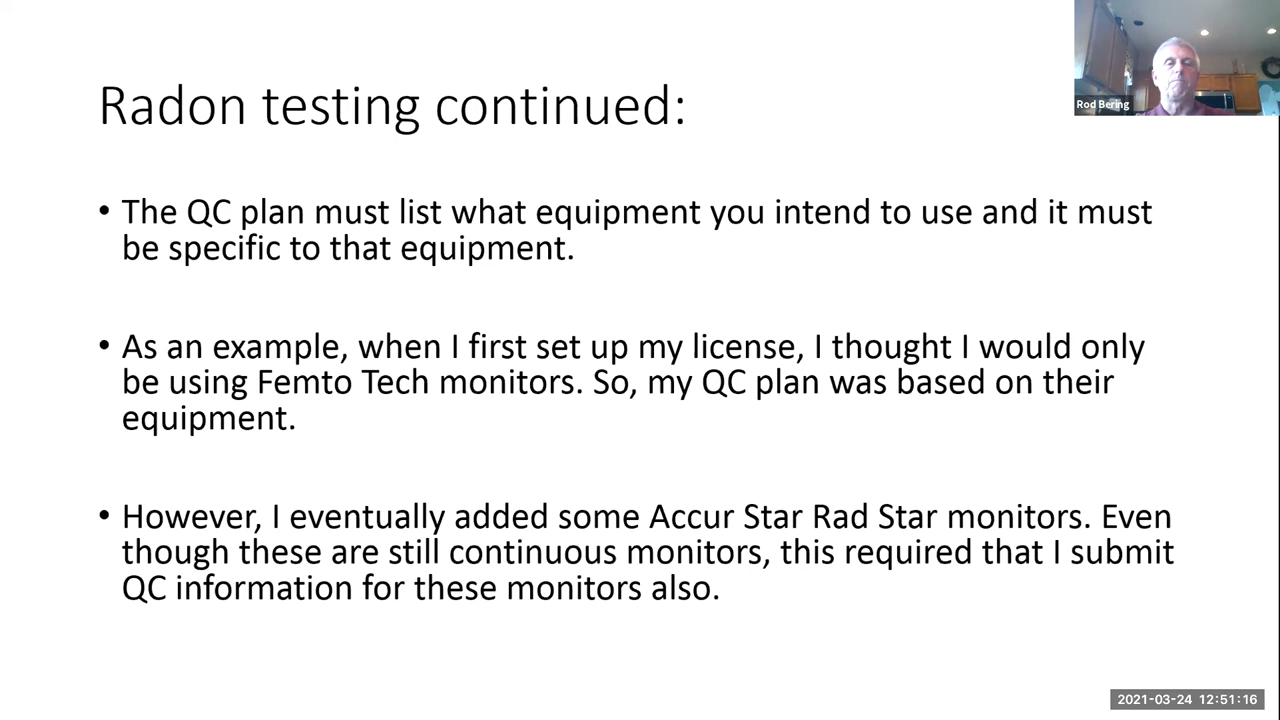 Rod Bering
Radon testing continued:
• The QC plan must list what equipment you intend to use and it must
be specific to that equipment.
• As an example, when I first set up my license, I thought I would only
be using Femto Tech monitors. So, my QC plan was based on their
equipment.
• However, I eventually added some Accur Star Rad Star monitors. Even
though these are still continuous monitors, this required that I submit
QC information for these monitors also.
2021-03-24 12:51:16